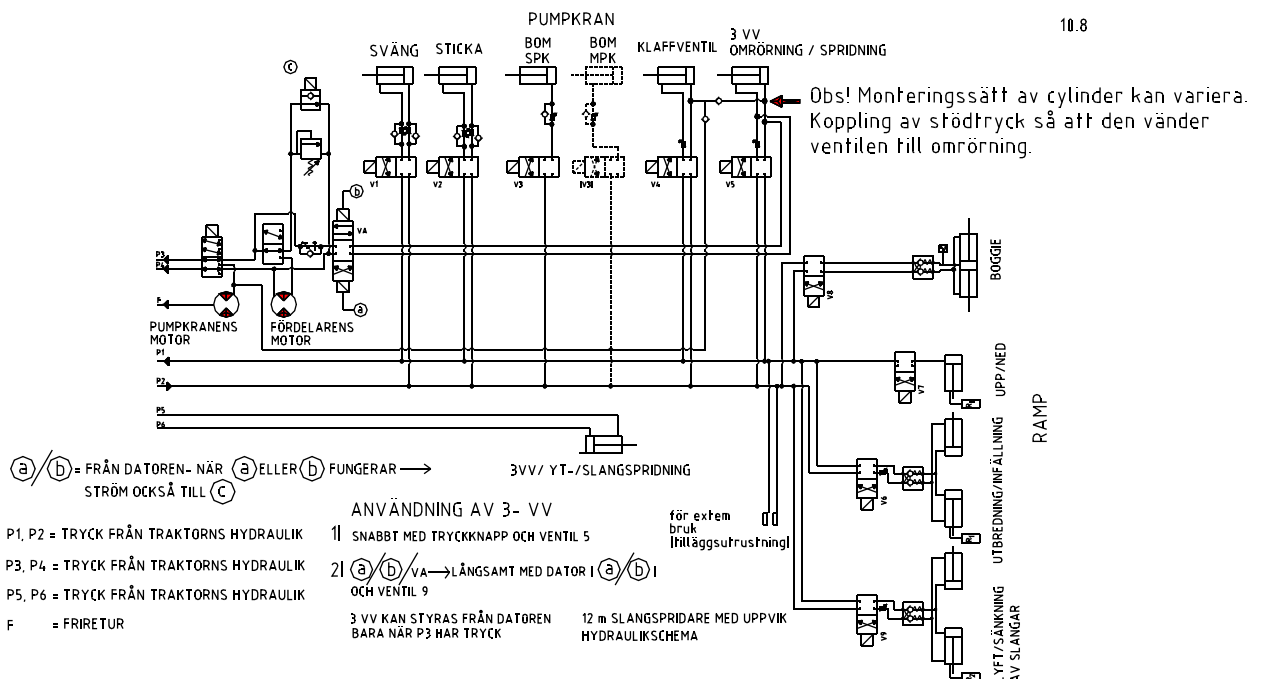 PUMPKRAN
10.8
SVÄNG
STICKA
BOM
SPK
BOM
MPK
KLAFFVENTIL
3 VV
OMRÖRNING / SPRIDNING
c
Obs! Monteringssätt av cylinder kan variera.
Koppling av stödtryck så att den vänder
ventilen till omrörning.
V1
V2
V3
(V3)
V4
V5
b
VA
P3
P4
F
a
BOGGIE
V8
PUMPKRANENS
MOTOR
FÖRDELARENS
MOTOR
P1
P2
V7
UPP/NED
RAMP
P5
P6
3VV/ YT-/SLANGSPRIDNING
V6
UTBREDNING/INFÄLLNING
a/b = FRÅN DATOREN- NÄR a ELLER b FUNGERAR
STRÖM OCKSÅ TILL c
P1, P2 = TRYCK FRÅN TRAKTORNS HYDRAULIK
P3, P4 = TRYCK FRÅN TRAKTORNS HYDRAULIK
P5, P6 = TRYCK FRÅN TRAKTORNS HYDRAULIK
F = FRIRETUR
ANVÄNDNING AV 3- VV
1) SNABBT MED TRYCKKNAPP OCH VENTIL 5
2) a/b/VA LÅNGSAMT MED DATOR ( a/b )
OCH VENTIL 9
3 VV KAN STYRAS FRÅN DATOREN
BARA NÄR P3 HAR TRYCK
för extern
bruk
(tilläggsutrustning)
12 m SLANGSPRIDARE MED UPPVIK
HYDRAULIKSCHEMA
V9
LYFT/SÄNKNING
AV SLANGAR